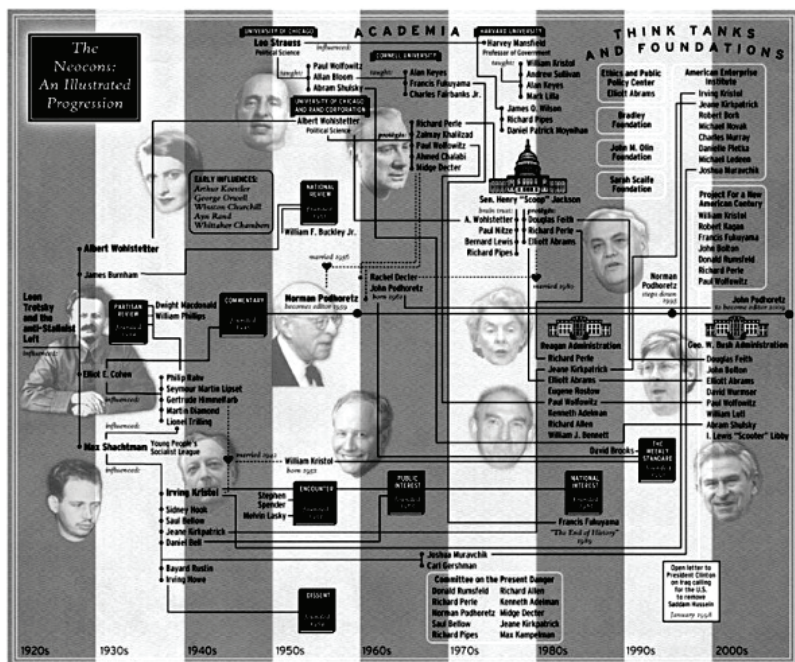 The
Neocons:
An Illustrated
Progression
ACADEMIA
THINK TANKS
AND FOUNDATIONS
UNIVERSITY OF CHICAGO
Leo Strauss
Political Science
influenced:
HARVARD UNIVERSITY
Harvey Mansfield
Professor of Government
taught:
William Kristol
Andrew Sullivan
Alan Keyes
Mark Lilla
James Q. Wilson
Richard Pipes
Daniel Patrick Moynihan
taught:
Paul Wolfowitz
Allan Bloom
Abram Shulsky
CORNELL UNIVERSITY
taught:
Alan Keyes
Francis Fukuyama
Charles Fairbanks Jr.
UNIVERSITY OF CHICAGO
AND RAND CORPORATION
Albert Wohlstetter
Political Science
protégés:
Richard Perle
Zalmay Khalilzad
Paul Wolfowitz
Ahmed Chalabi
Midge Decter
Ethics and Public
Policy Center
Elliott Abrams
Bradley
Foundation
John M. Olin
Foundation
Sarah Scaife
Foundation
American Enterprise
Institute
Irving Kristol
Jeane Kirkpatrick
Robert Bork
Michael Novak
Charles Murray
Danielle Pletka
Michael Ledeen
Joshua Muravchik
Project For a New
American Century
William Kristol
Robert Kagan
Francis Fukuyama
John Bolton
Donald Rumsfeld
Richard Perle
Paul Wolfowitz
EARLY INFLUENCES:
Arthur Koestler
George Orwell
Winston Churchill
Ayn Rand
Whittaker Chambers
NATIONAL
REVIEW
founded
William F. Buckley Jr.
Sen. Henry "Scoop" Jackson
brain trust:
A. Wohlstetter
Paul Nitze
Bernard Lewis
Richard Pipes
protégés:
Douglas Feith
Richard Perle
Elliott Abrams
Albert Wohlstetter
James Burnham
married 1956
Rachel Decter
John Podhoretz
born 1961
married 1980
Leon
Trotsky
and the
anti-Stalinist
Left
influenced:
PARTISAN
REVIEW
founded
Dwight Macdonald
William Phillips
COMMENTARY
founded
Norman Podhoretz
becomes editor 1959
Norman
Podhoretz
steps down
1995
John Podhoretz
to become editor 2009
Elliot E. Cohen
influenced:
Philip Rahv
Seymour Martin Lipset
Gertrude Himmelfarb
Martin Diamond
Lionel Trilling
Reagan Administration
Richard Perle
Jeane Kirkpatrick
Elliott Abrams
Eugene Rostow
Paul Wolfowitz
Kenneth Adelman
Richard Allen
William J. Bennett
Geo. W. Bush Administration
Douglas Feith
John Bolton
Elliott Abrams
David Wurmser
Paul Wolfowitz
William Luti
Abram Shulsky
I. Lewis "Scooter" Libby
Max Shachtman
influenced:
Young People's
Socialist League
married 1942
William Kristol
born 1952
David Brooks
THE
WEEKLY
STANDARD
founded
Irving Kristol
Sidney Hook
Saul Bellow
Jeane Kirkpatrick
Daniel Bell
Bayard Rustin
Irving Howe
Stephen
Spender
Melvin Lasky
ENCOUNTER
founded
PUBLIC
INTEREST
founded
NATIONAL
INTEREST
founded
Francis Fukuyama
"The End of History"
1989
Joshua Muravchik
Carl Gershman
DISSENT
founded
Committee on the Present Danger
Donald Rumsfeld
Richard Perle
Norman Podhoretz
Saul Bellow
Richard Pipes
Richard Allen
Kenneth Adelman
Midge Decter
Jeane Kirkpatrick
Max Kampelman
Open letter to
President Clinton
on Iraq calling
for the U.S.
to remove
Saddam Hussein
January 1998
1920s
1930s
1940s
1950s
1960s
1970s
1980s
1990s
2000s